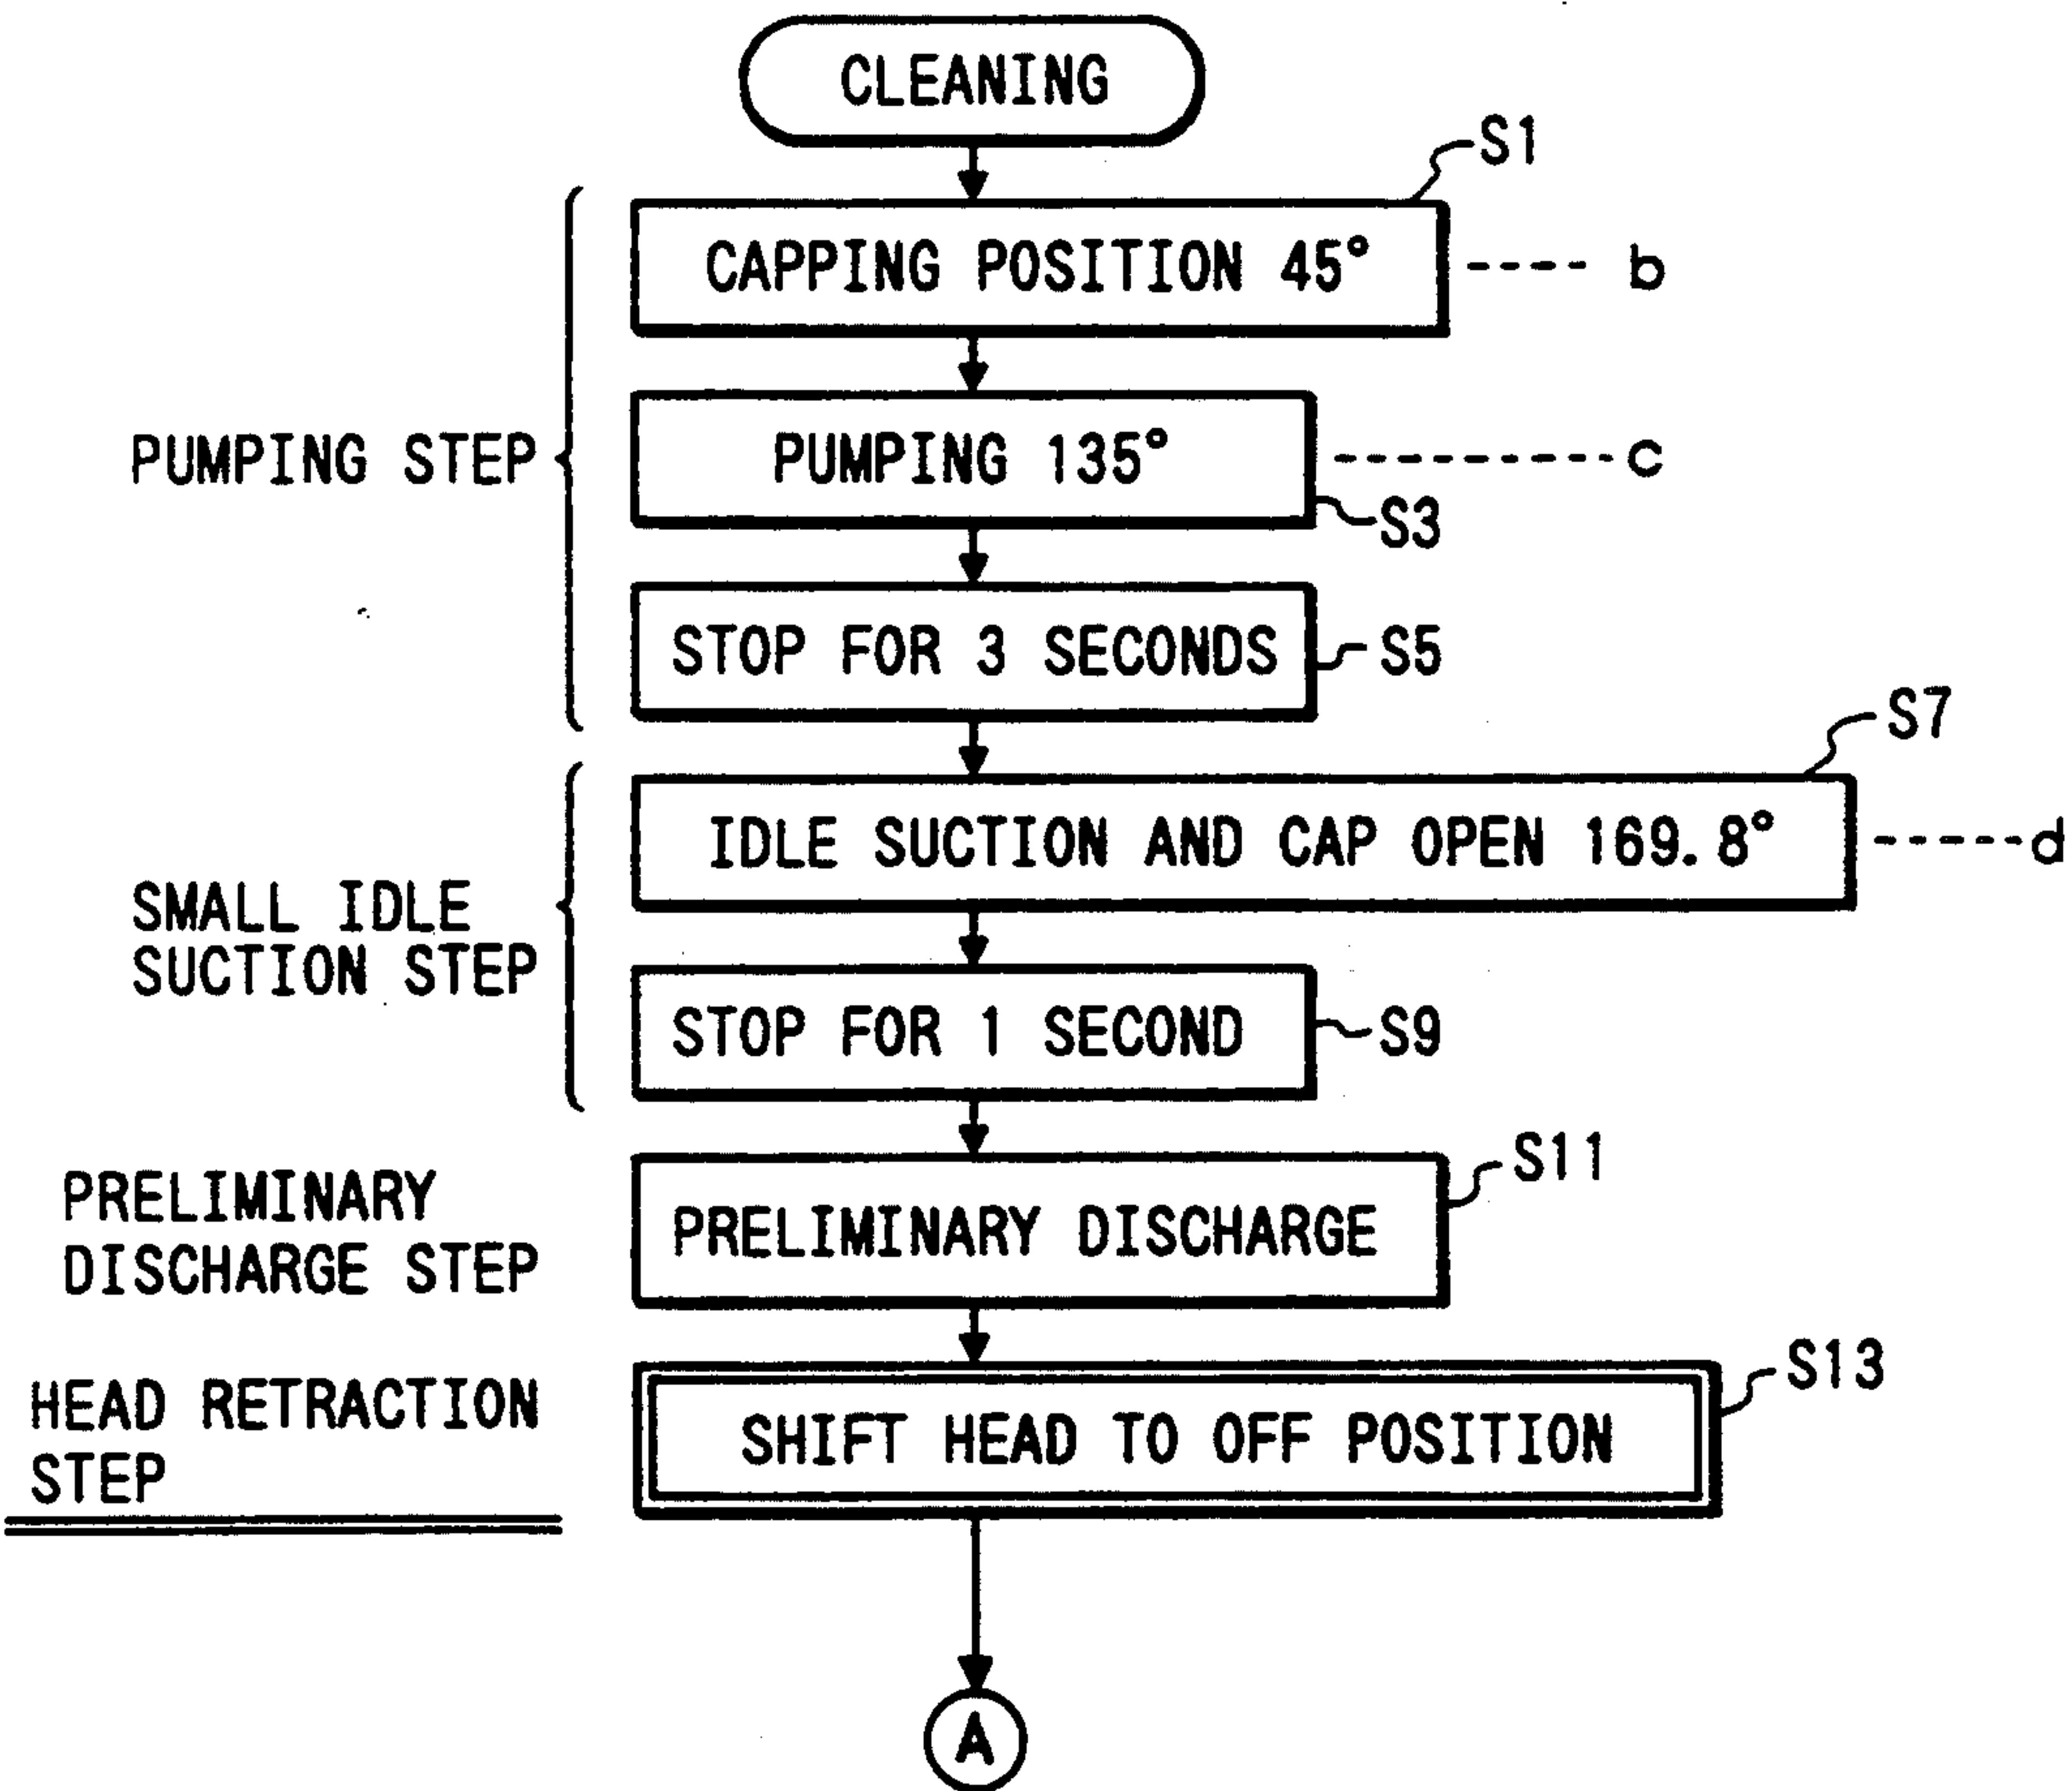 CLEANING
S1
CAPPING POSITION 45°
b
PUMPING STEP
PUMPING 135°
c
S3
STOP FOR 3 SECONDS
S5
S7
IDLE SUCTION AND CAP OPEN 169.8°
d
SMALL IDLE
SUCTION STEP
STOP FOR 1 SECOND
S9
PRELIMINARY
DISCHARGE STEP
S11
PRELIMINARY DISCHARGE
HEAD RETRACTION
STEP
S13
SHIFT HEAD TO OFF POSITION
A